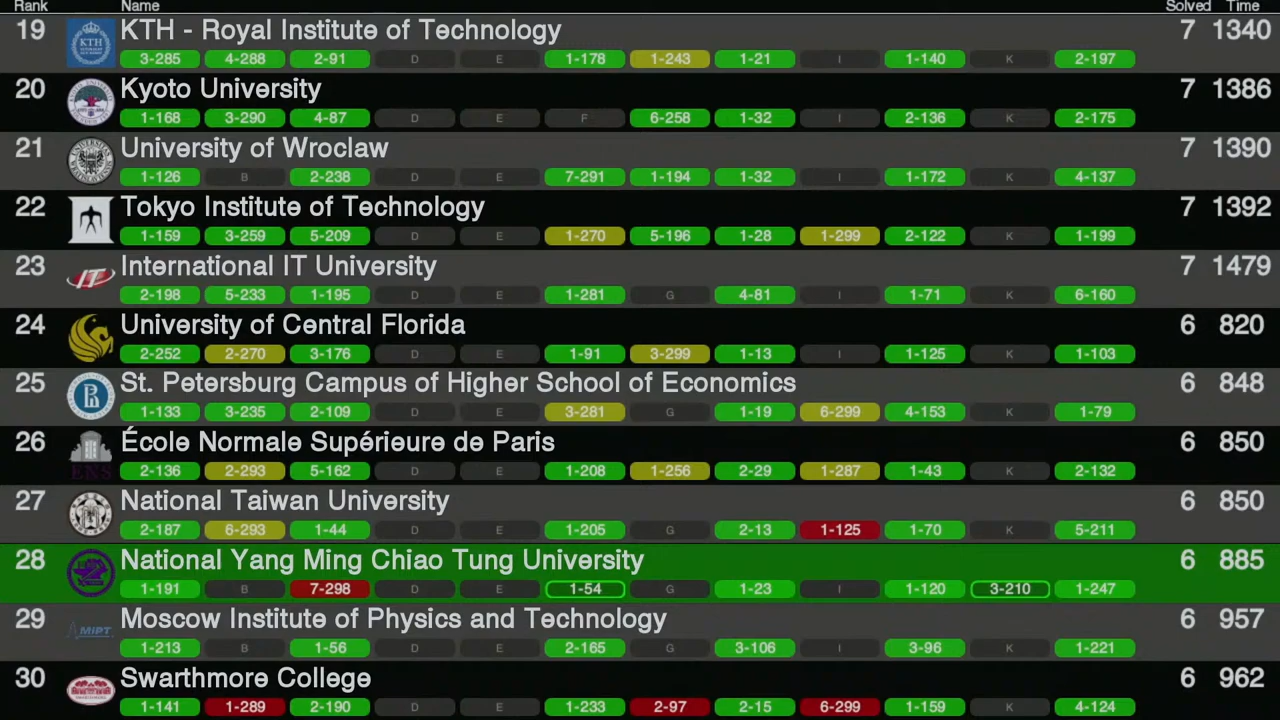 Rank Name Solved Time
19 KTH - Royal Institute of Technology 7 1340
KTH 3-285 4-288 2-91 D E 1-178 1-243 1-21 I 1-140 K 2-197
20 Kyoto University 7 1386
1-168 3-290 4-87 D E F 6-258 1-32 I 2-136 K 2-175
21 University of Wroclaw 7 1390
1-126 B 2-238 D E 7-291 1-194 1-32 I 1-172 K 4-137
22 Tokyo Institute of Technology 7 1392
1-159 3-259 5-209 D E 1-270 5-196 1-28 1-299 2-122 K 1-199
23 International IT University 7 1479
IT 2-198 5-233 1-195 D E 1-281 G 4-81 I 1-71 K 6-160
24 University of Central Florida 6 820
2-252 2-270 3-176 D E 1-91 3-299 1-13 I 1-125 K 1-103
25 St. Petersburg Campus of Higher School of Economics 6 848
1-133 3-235 2-109 D E 3-281 G 1-19 6-299 4-153 K 1-79
26 École Normale Supérieure de Paris 6 850
ENS 2-136 2-293 5-162 D E 1-208 1-256 2-29 1-287 1-43 K 2-132
27 National Taiwan University 6 850
2-187 6-293 1-44 D E 1-205 G 2-13 1-125 1-70 K 5-211
28 National Yang Ming Chiao Tung University 6 885
1-191 B 7-298 D E 1-54 G 1-23 I 1-120 3-210 1-247
29 Moscow Institute of Physics and Technology 6 957
MIPT 1-213 B 1-56 D E 2-165 G 3-106 I 3-96 K 1-221
30 Swarthmore College 6 962
1-141 1-289 2-190 D E 1-233 2-97 2-15 6-299 1-159 K 4-124